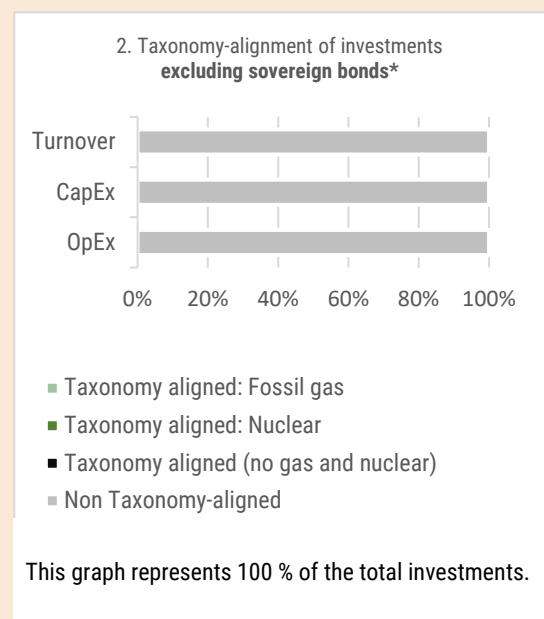 2. Taxonomy-alignment of investments
excluding sovereign bonds*
Turnover
CapEx
OpEx
0% 20% 40% 60% 80% 100%
Taxonomy aligned: Fossil gas
Taxonomy aligned: Nuclear
Taxonomy aligned (no gas and nuclear)
Non Taxonomy-aligned
This graph represents 100 % of the total investments.